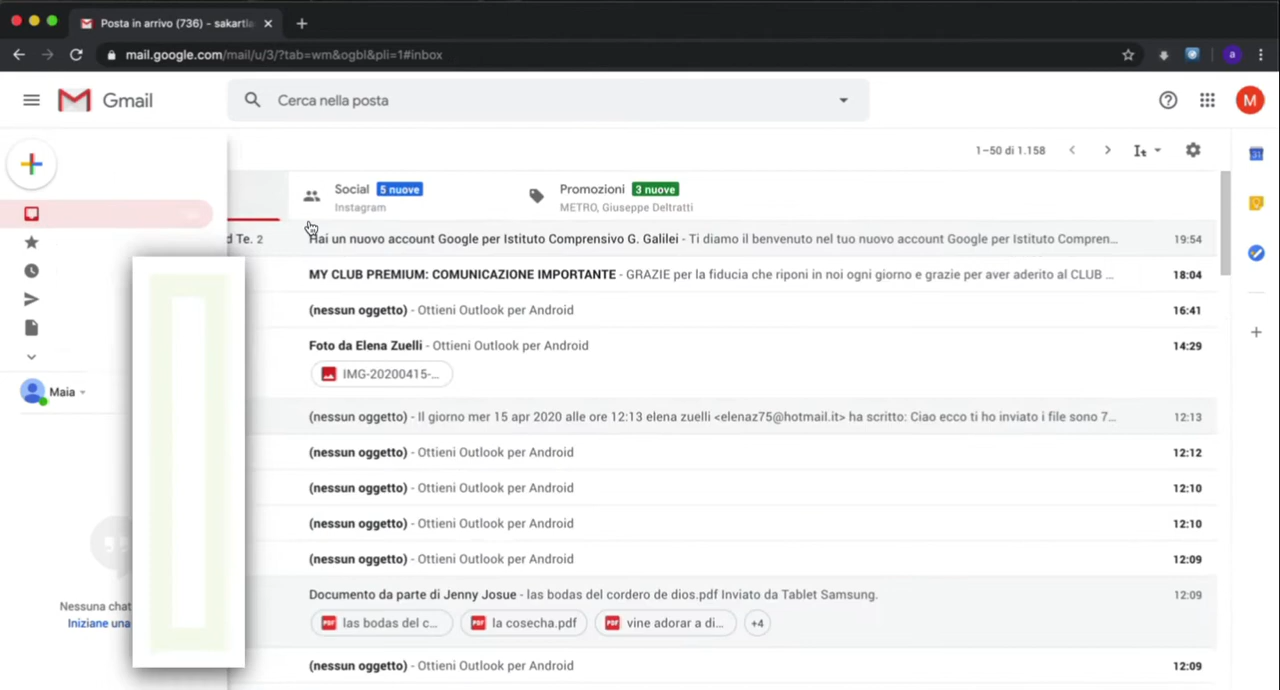 Posta in arrivo (736) - sakartla
mail.google.com/mail/u/3/?tab=wm&ogbl&pli=1#inbox
a
Gmail
Cerca nella posta
M
1–50 di 1.158
31
Social 5 nuove
Instagram
Promozioni 3 nuove
METRO, Giuseppe Deltratti
d Te. 2 Hai un nuovo account Google per Istituto Comprensivo G. Galilei - Ti diamo il benvenuto nel tuo nuovo account Google per Istituto Compren... 19:54
MY CLUB PREMIUM: COMUNICAZIONE IMPORTANTE - GRAZIE per la fiducia che riponi in noi ogni giorno e grazie per aver aderito al CLUB ... 18:04
(nessun oggetto) - Ottieni Outlook per Android 16:41
Foto da Elena Zuelli - Ottieni Outlook per Android 14:29
IMG-20200415-...
Maia
(nessun oggetto) - Il giorno mer 15 apr 2020 alle ore 12:13 elena zuelli <elenaz75@hotmail.it> ha scritto: Ciao ecco ti ho inviato i file sono 7... 12:13
(nessun oggetto) - Ottieni Outlook per Android 12:12
(nessun oggetto) - Ottieni Outlook per Android 12:10
(nessun oggetto) - Ottieni Outlook per Android 12:10
(nessun oggetto) - Ottieni Outlook per Android 12:09
Documento da parte di Jenny Josue - las bodas del cordero de dios.pdf Inviato da Tablet Samsung. 12:09
PDF las bodas del c... PDF la cosecha.pdf PDF vine adorar a di... +4
Nessuna chat
Iniziane una
(nessun oggetto) - Ottieni Outlook per Android 12:09